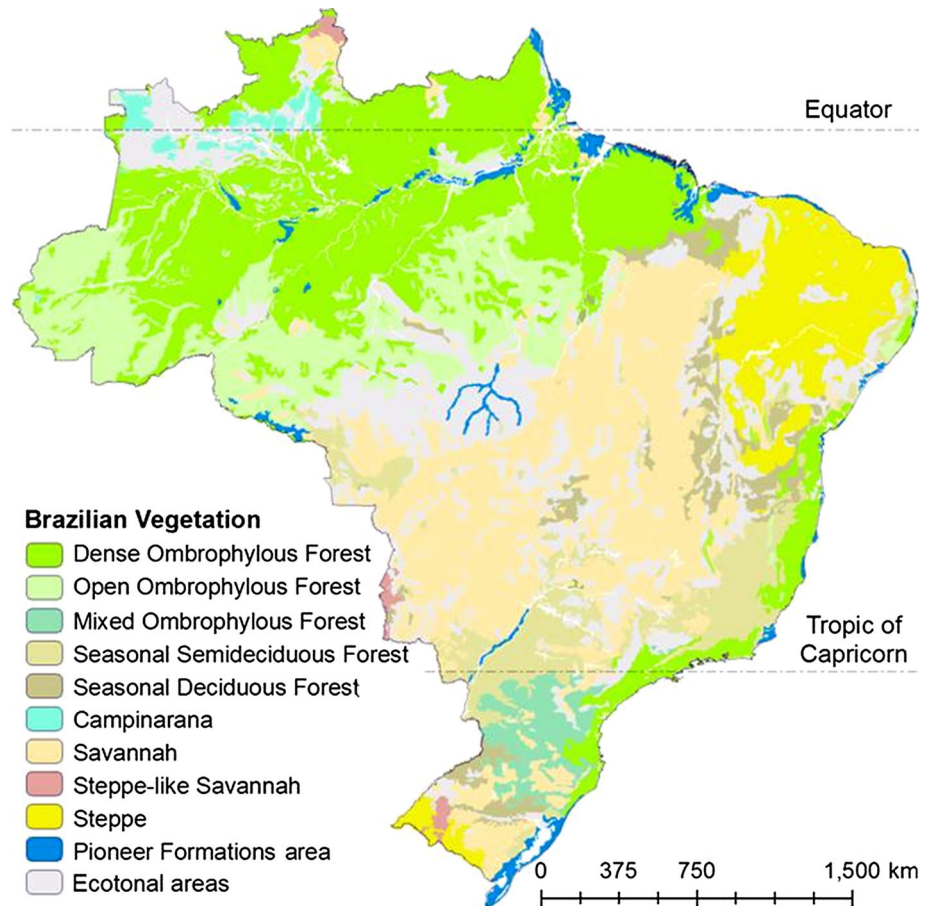 Equator
Brazilian Vegetation
Dense Ombrophylous Forest
Open Ombrophylous Forest
Mixed Ombrophylous Forest
Seasonal Semideciduous Forest
Seasonal Deciduous Forest
Campinarana
Savannah
Steppe-like Savannah
Steppe
Pioneer Formations area
Ecotonal areas
Tropic of
Capricorn
0 375 750 1,500 km